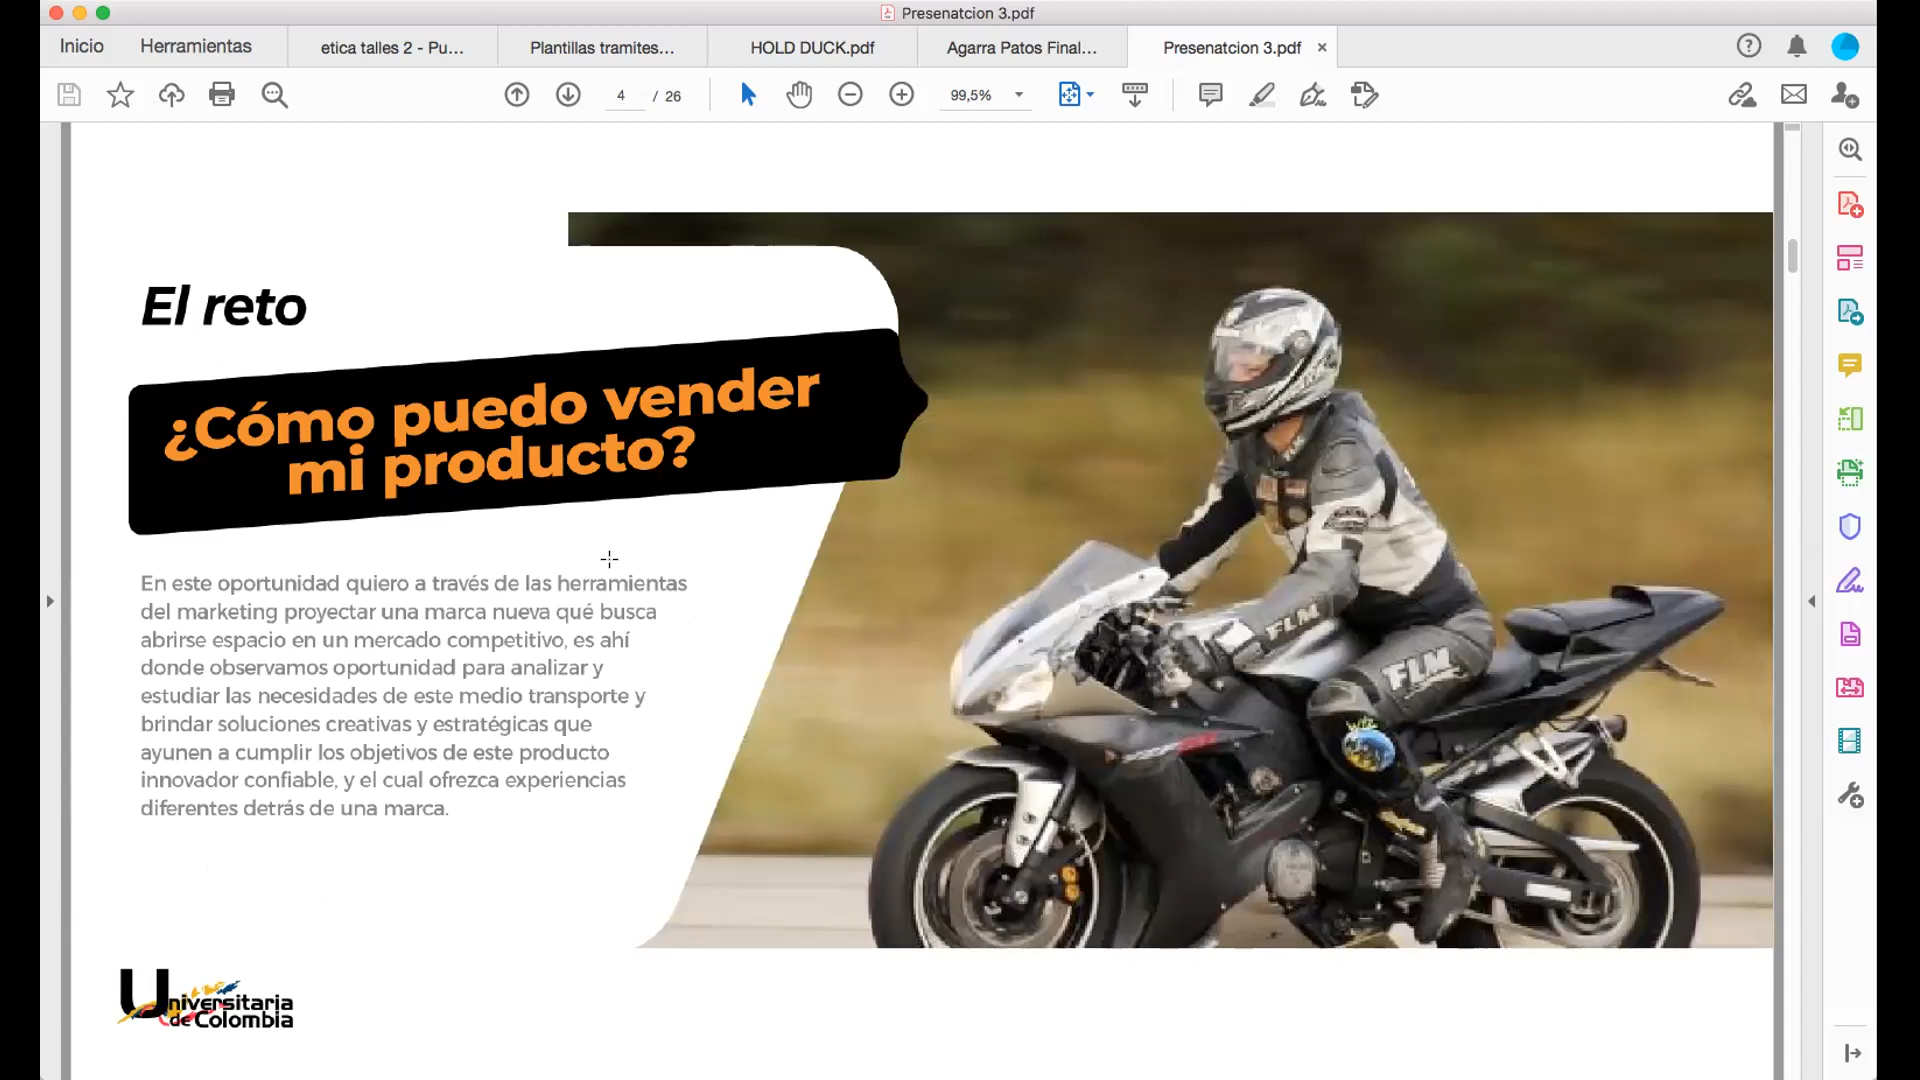 Presenatcion 3.pdf
Inicio
Herramientas
etica talles 2 - Pu...
Plantillas tramites...
HOLD DUCK.pdf
Agarra Patos Final...
Presenatcion 3.pdf
4 / 26
99,5%
El reto
¿Cómo puedo vender
mi producto?
En este oportunidad quiero a través de las herramientas
del marketing proyectar una marca nueva qué busca
abrirse espacio en un mercado competitivo, es ahí
donde observamos oportunidad para analizar y
estudiar las necesidades de este medio transporte y
brindar soluciones creativas y estratégicas que
ayunen a cumplir los objetivos de este producto
innovador confiable, y el cual ofrezca experiencias
diferentes detrás de una marca.
FLM
FLM
Universitaria
de Colombia